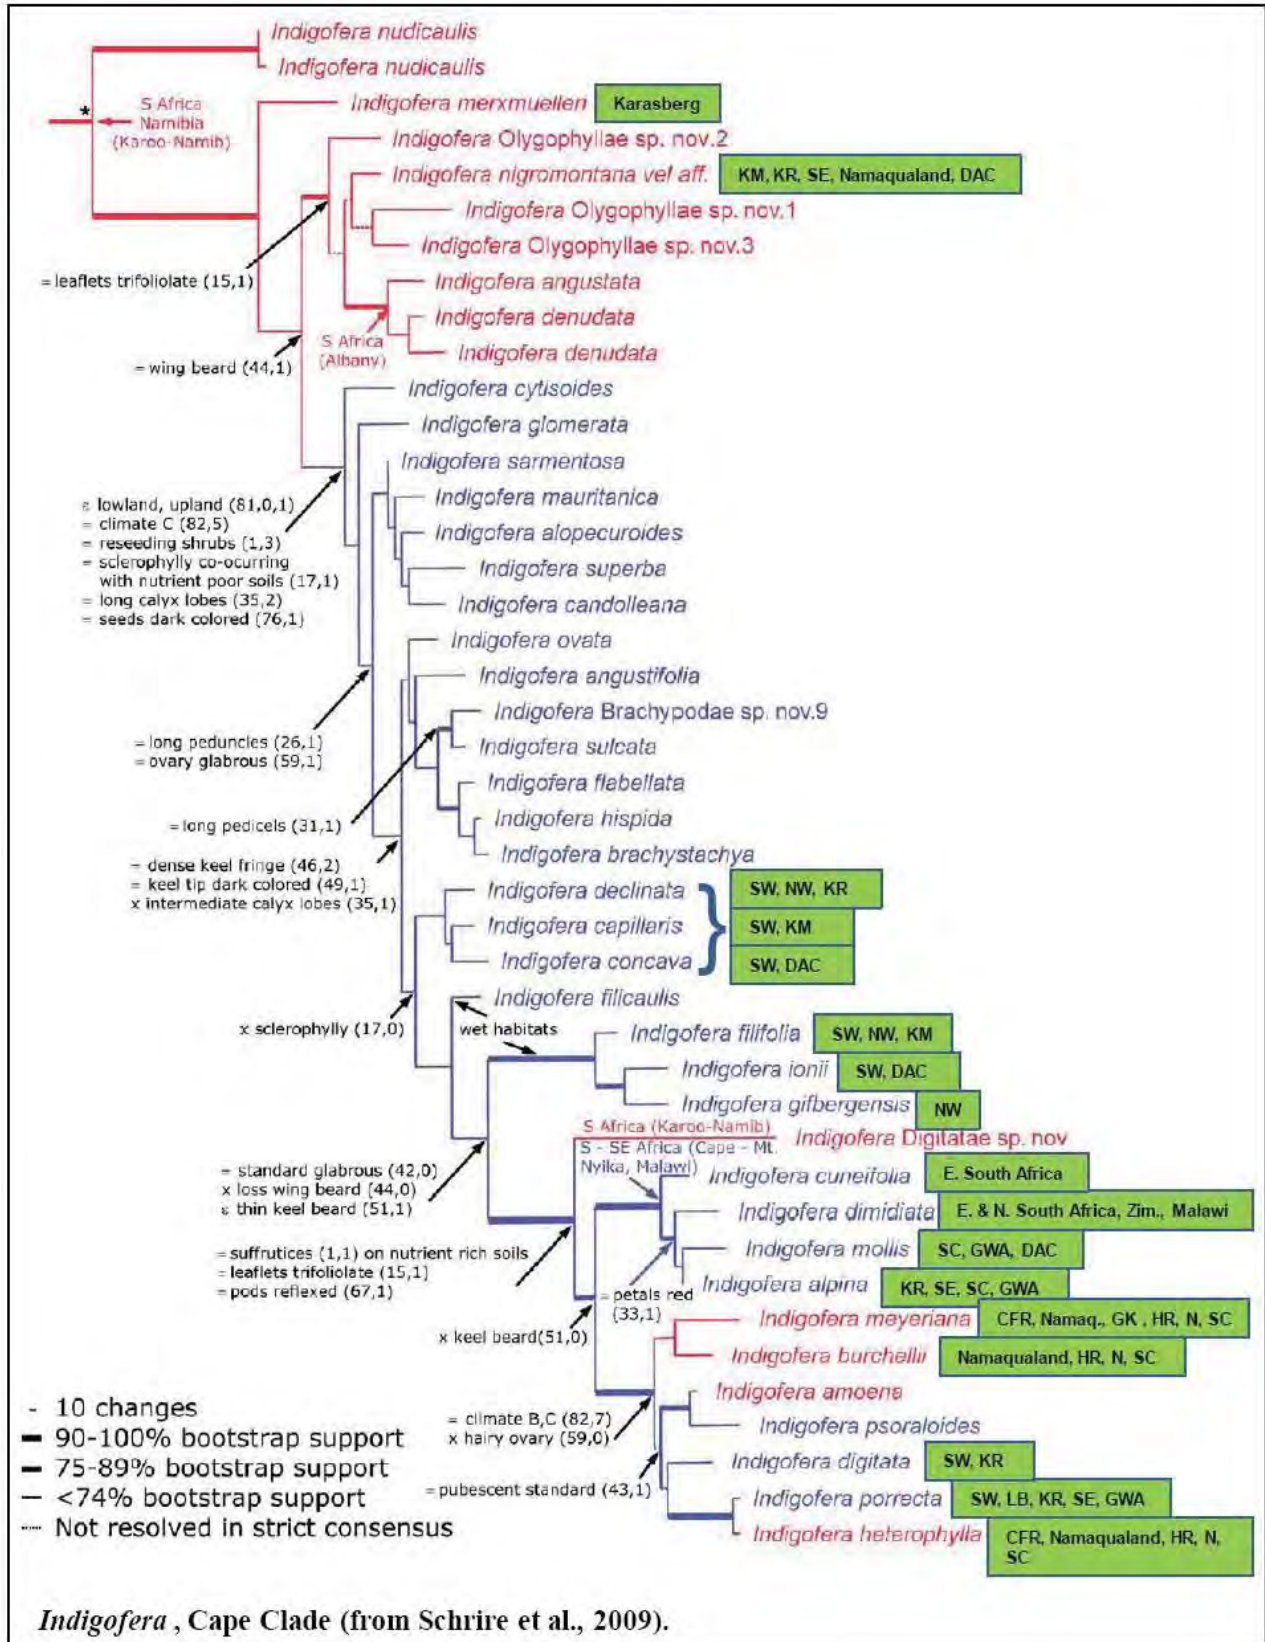 Indigofera nudicaulis
Indigofera nudicaulis
*
S Africa
Namibia
(Karoo-Namib)
Indigofera merxmuelleri
Karasberg
Indigofera Olygophyllae sp. nov.2
Indigofera nigromontana vel aff.
KM, KR, SE, Namaqualand, DAC
Indigofera Olygophyllae sp. nov.1
Indigofera Olygophyllae sp. nov.3
= leaflets trifoliolate (15,1)
Indigofera angustata
Indigofera denudata
S Africa
(Albany)
Indigofera denudata
= wing beard (44,1)
Indigofera cytisoides
Indigofera glomerata
Indigofera sarmentosa
Indigofera mauritanica
ε lowland, upland (81,0,1)
= climate C (82,5)
= reseeding shrubs (1,3)
= sclerophylly co-ocurring
with nutrient poor soils (17,1)
= long calyx lobes (35,2)
= seeds dark colored (76,1)
Indigofera alopecuroides
Indigofera superba
Indigofera candolleana
Indigofera ovata
Indigofera angustifolia
Indigofera Brachypodae sp. nov.9
Indigofera sulcata
= long peduncles (26,1)
= ovary glabrous (59,1)
Indigofera flabellata
Indigofera hispida
= long pedicels (31,1)
Indigofera brachystachya
= dense keel fringe (46,2)
= keel tip dark colored (49,1)
x intermediate calyx lobes (35,1)
Indigofera declinata
SW, NW, KR
Indigofera capillaris
SW, KM
Indigofera concava
SW, DAC
Indigofera filicaulis
x sclerophylly (17,0)
wet habitats
Indigofera filifolia
SW, NW, KM
Indigofera ionii
SW, DAC
Indigofera gifbergensis
NW
S Africa (Karoo-Namib)
Indigofera Digitatae sp. nov
S - SE Africa (Cape - Mt.
Nyika, Malawi)
= standard glabrous (42,0)
x loss wing beard (44,0)
ε thin keel beard (51,1)
Indigofera cuneifolia
E. South Africa
Indigofera dimidiata
E. & N. South Africa, Zim., Malawi
= suffrutices (1,1) on nutrient rich soils
= leaflets trifoliolate (15,1)
= pods reflexed (67,1)
Indigofera mollis
SC, GWA, DAC
Indigofera alpina
KR, SE, SC, GWA
= petals red
(33,1)
x keel beard(51,0)
Indigofera meyeriana
CFR, Namaq., GK , HR, N, SC
Indigofera burchellii
Namaqualand, HR, N, SC
Indigofera amoena
Indigofera psoraloides
= climate B,C (82,7)
x hairy ovary (59,0)
Indigofera digitata
SW, KR
= pubescent standard (43,1)
Indigofera porrecta
SW, LB, KR, SE, GWA
Indigofera heterophylla
CFR, Namaqualand, HR, N,
SC
- 10 changes
90-100% bootstrap support
75-89% bootstrap support
<74% bootstrap support
Not resolved in strict consensus
Indigofera , Cape Clade (from Schrire et al., 2009).